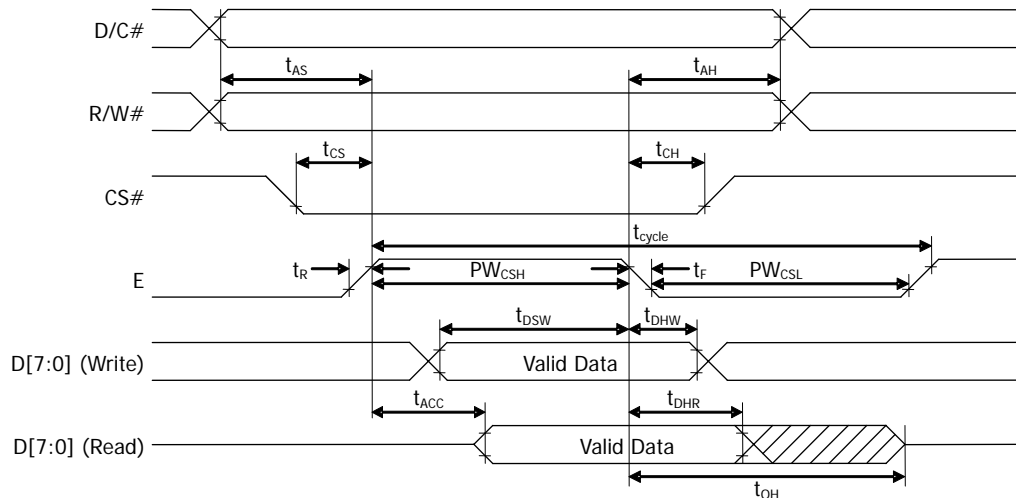 D/C#
tAS
tAH
R/W#
tCS
tCH
CS#
tcycle
tR
PWCSH
tF
PWCSL
E
tDSW
tDHW
D[7:0] (Write)
Valid Data
tACC
tDHR
D[7:0] (Read)
Valid Data
tOH